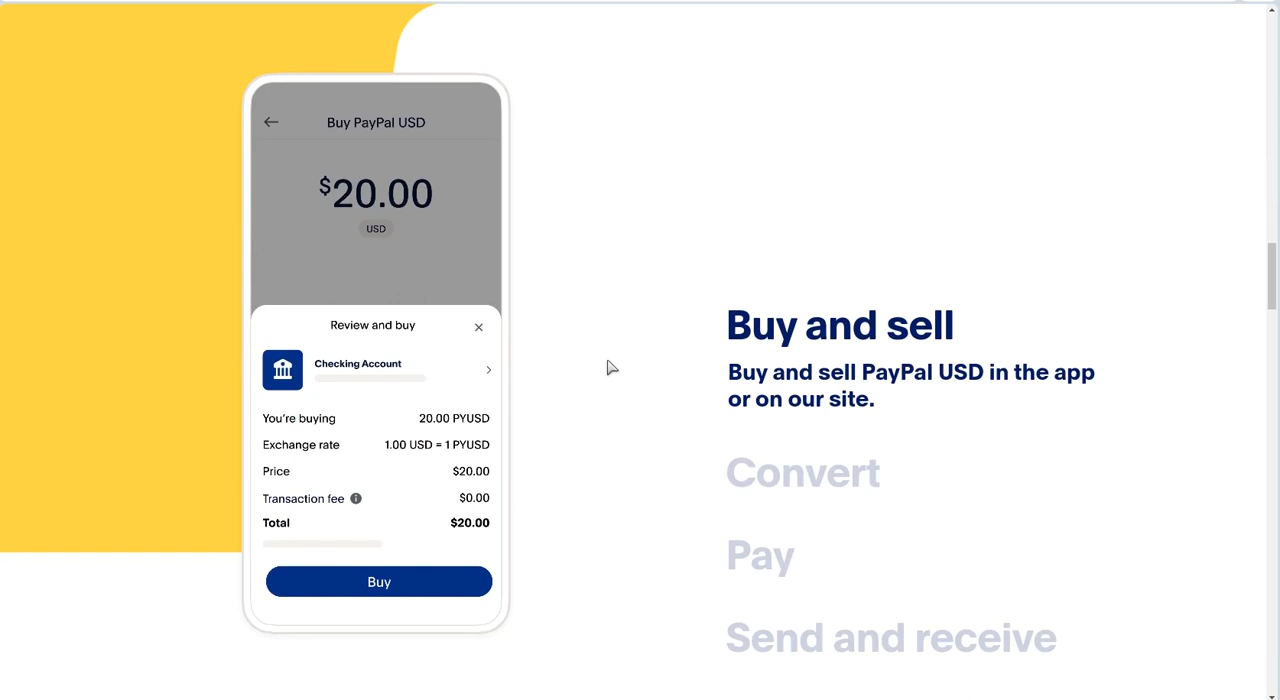 Buy PayPal USD
$20.00
USD
Review and buy
Checking Account
You're buying 20.00 PYUSD
Exchange rate 1.00 USD = 1 PYUSD
Price $20.00
Transaction fee $0.00
Total $20.00
Buy
Buy and sell
Buy and sell PayPal USD in the app
or on our site.
Convert
Pay
Send and receive